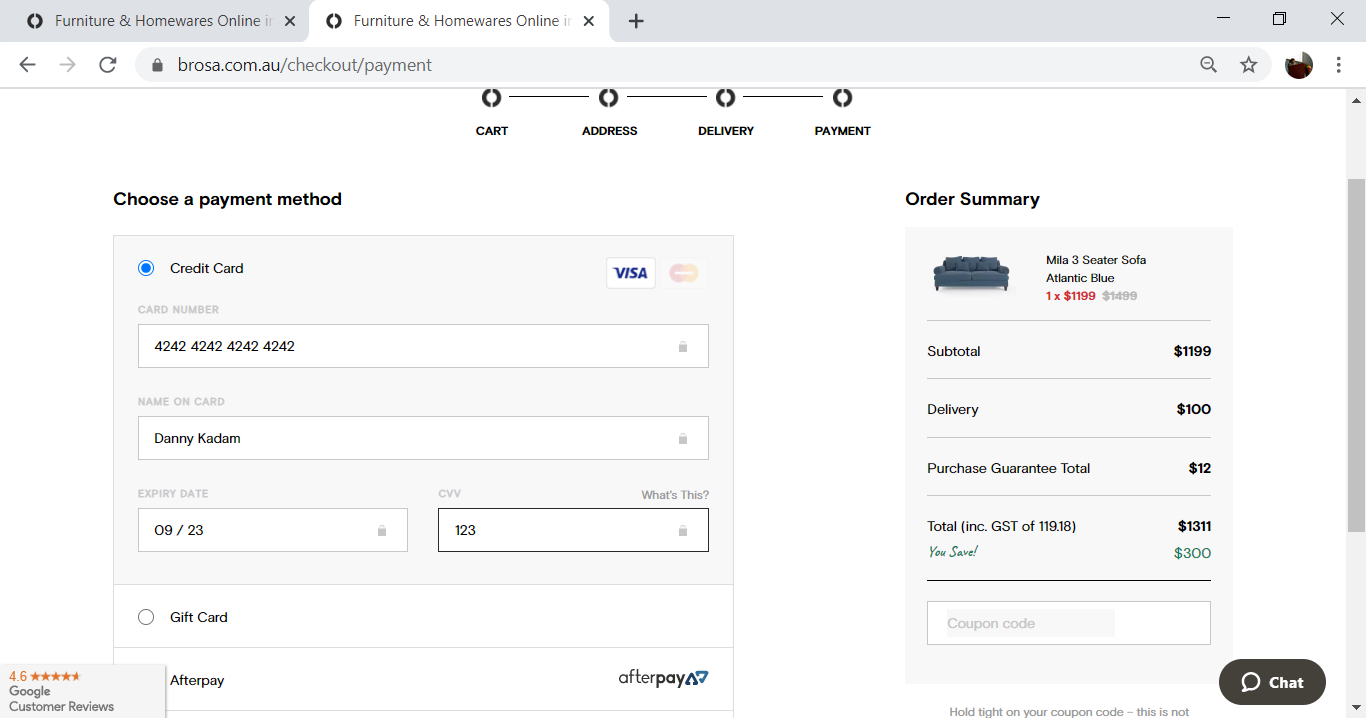 Furniture & Homewares Online in
Furniture & Homewares Online in
brosa.com.au/checkout/payment
CART
ADDRESS
DELIVERY
PAYMENT
Choose a payment method
Credit Card
VISA
CARD NUMBER
4242 4242 4242 4242
NAME ON CARD
Danny Kadam
EXPIRY DATE
CVV
What's This?
09 / 23
123
Gift Card
Afterpay
afterpay
4.6
Google
Customer Reviews
Order Summary
Mila 3 Seater Sofa
Atlantic Blue
1 x $1199 $1499
Subtotal $1199
Delivery $100
Purchase Guarantee Total $12
Total (inc. GST of 119.18) $1311
You Save! $300
Coupon code
Chat
Hold tight on your coupon code – this is not